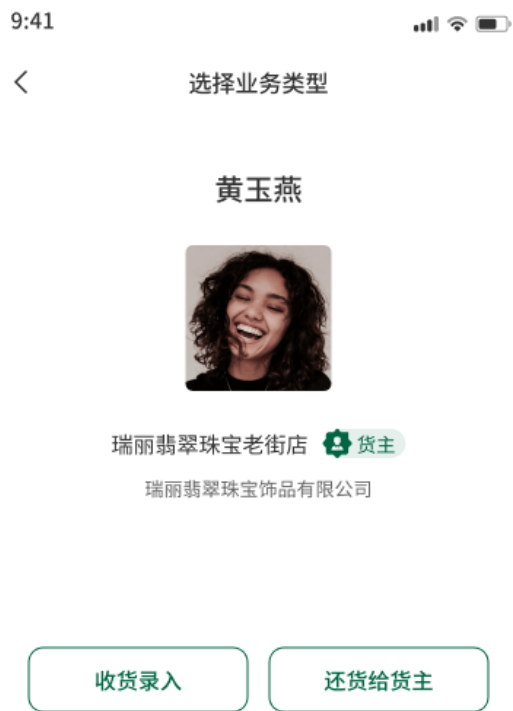 9:41
选择业务类型
黄玉燕
瑞丽翡翠珠宝老街店 货主
瑞丽翡翠珠宝饰品有限公司
收货录入 还货给货主